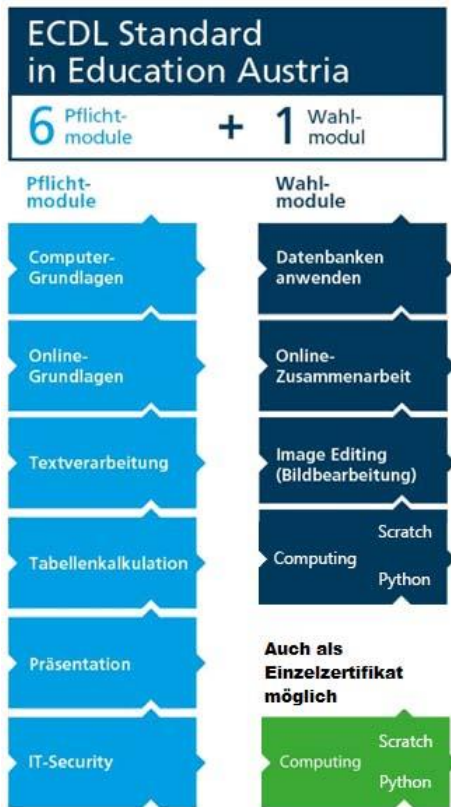 ECDL Standard
in Education Austria
6 Pflicht-
module
+
1 Wahl-
modul
Pflicht-
module
Computer-
Grundlagen
Online-
Grundlagen
Textverarbeitung
Tabellenkalkulation
Präsentation
IT-Security
Wahl-
module
Datenbanken
anwenden
Online-
Zusammenarbeit
Image Editing
(Bildbearbeitung)
Computing
Scratch
Python
Auch als
Einzelzertifikat
möglich
Computing
Scratch
Python